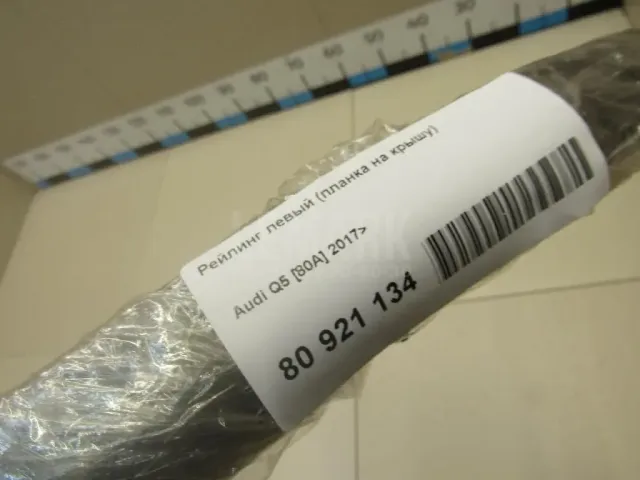 Рейлинг левый (планка на крышу)
Audi Q5 [80A] 2017>
80 921 134